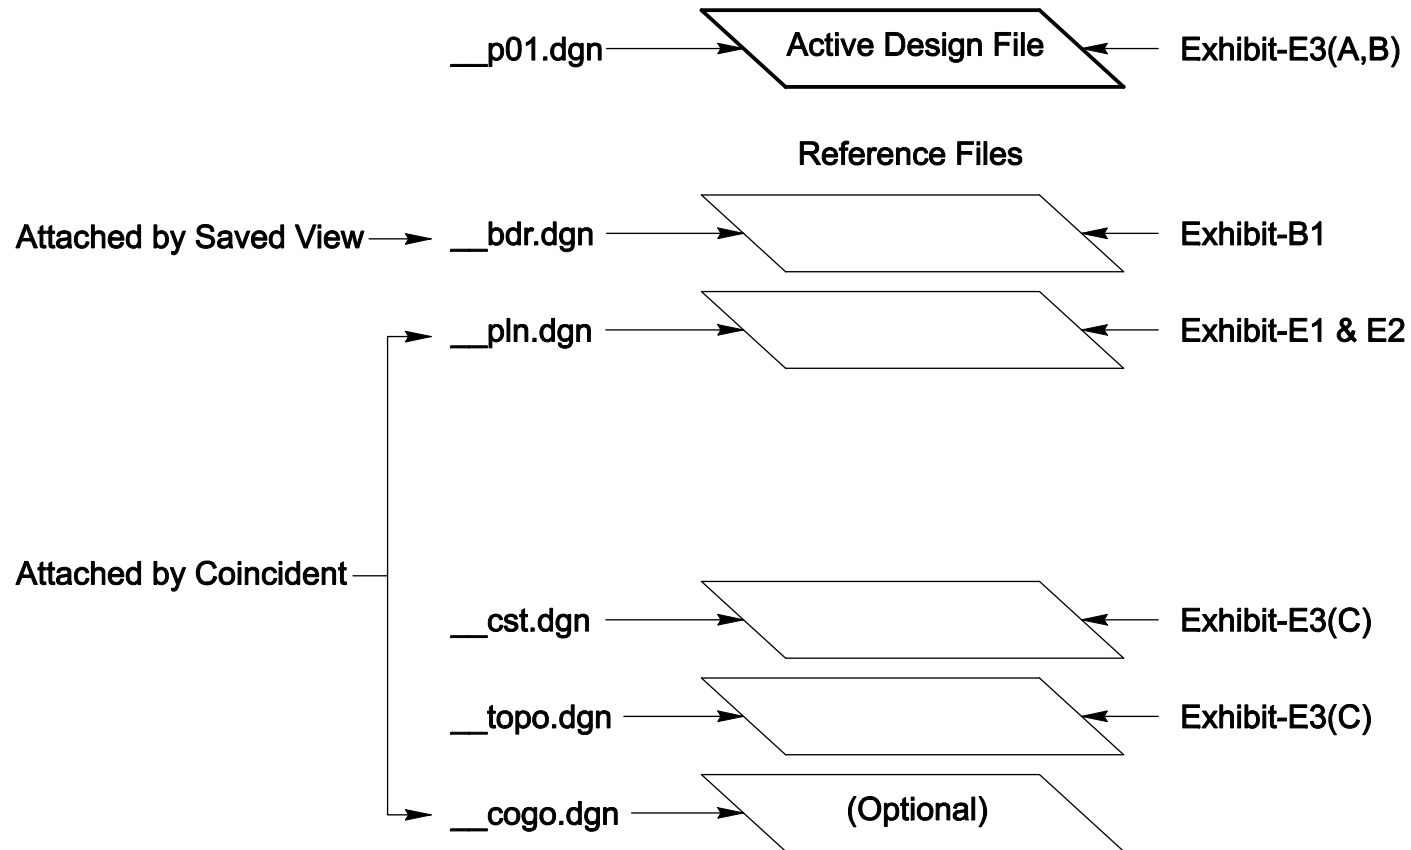 __p01.dgn
Active Design File
Exhibit-E3(A,B)
Reference Files
Attached by Saved View
__bdr.dgn
Exhibit-B1
__pln.dgn
Exhibit-E1 & E2
Attached by Coincident
__cst.dgn
Exhibit-E3(C)
__topo.dgn
Exhibit-E3(C)
__cogo.dgn
(Optional)